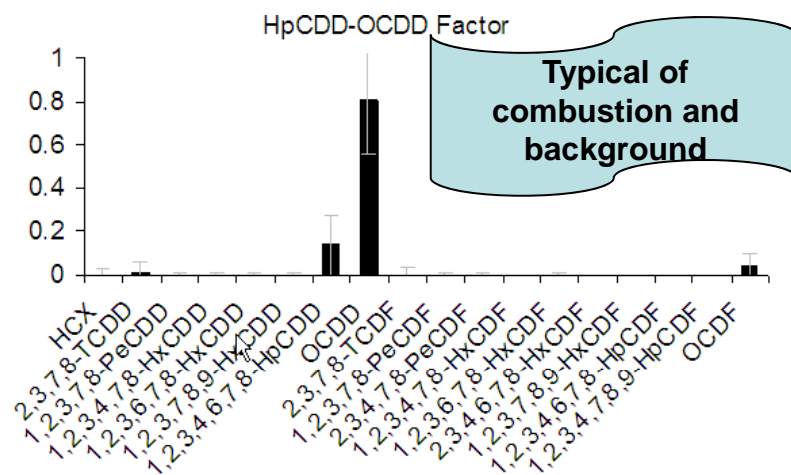 HpCDD-OCDD Factor
Typical of
combustion and
background
1
0.8
0.6
0.4
0.2
0
HCX
2,3,7,8-TCDD
1,2,3,7,8-PeCDD
1,2,3,4,7,8-HxCDD
1,2,3,6,7,8-HxCDD
1,2,3,7,8,9-HxCDD
1,2,3,4,6,7,8-HpCDD
OCDD
2,3,7,8-TCDF
1,2,3,7,8-PeCDF
2,3,4,7,8-PeCDF
1,2,3,4,7,8-HxCDF
1,2,3,6,7,8-HxCDF
2,3,4,6,7,8-HxCDF
1,2,3,7,8,9-HxCDF
1,2,3,4,6,7,8-HpCDF
1,2,3,4,7,8,9-HpCDF
OCDF